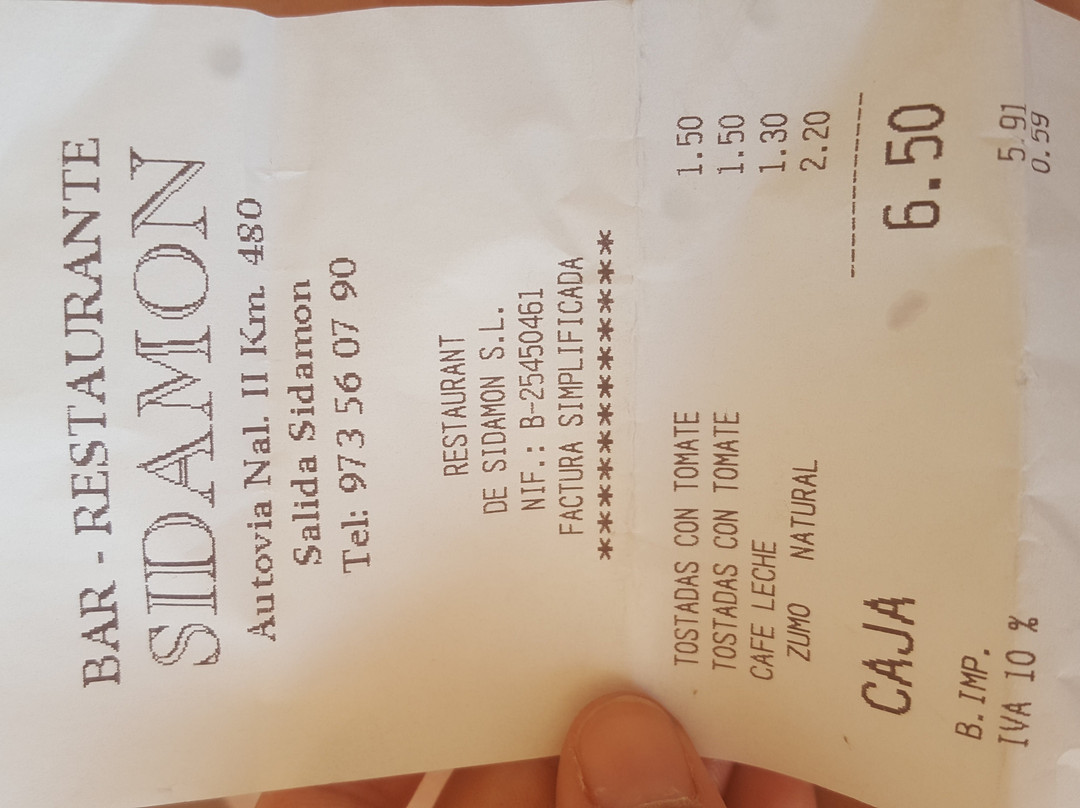 BAR - RESTAURANTE
SIDAMON
Autovia Nal. II Km. 480
Salida Sidamon
Tel: 973 56 07 90
RESTAURANT
DE SIDAMON S.L.
NIF.: B-25450461
FACTURA SIMPLIFICADA
TOSTADAS CON TOMATE 1.50
TOSTADAS CON TOMATE 1.50
CAFE LECHE 1.30
ZUMO NATURAL 2.20
CAJA 6.50
B.IMP. 5.91
IVA 10 % 0.59